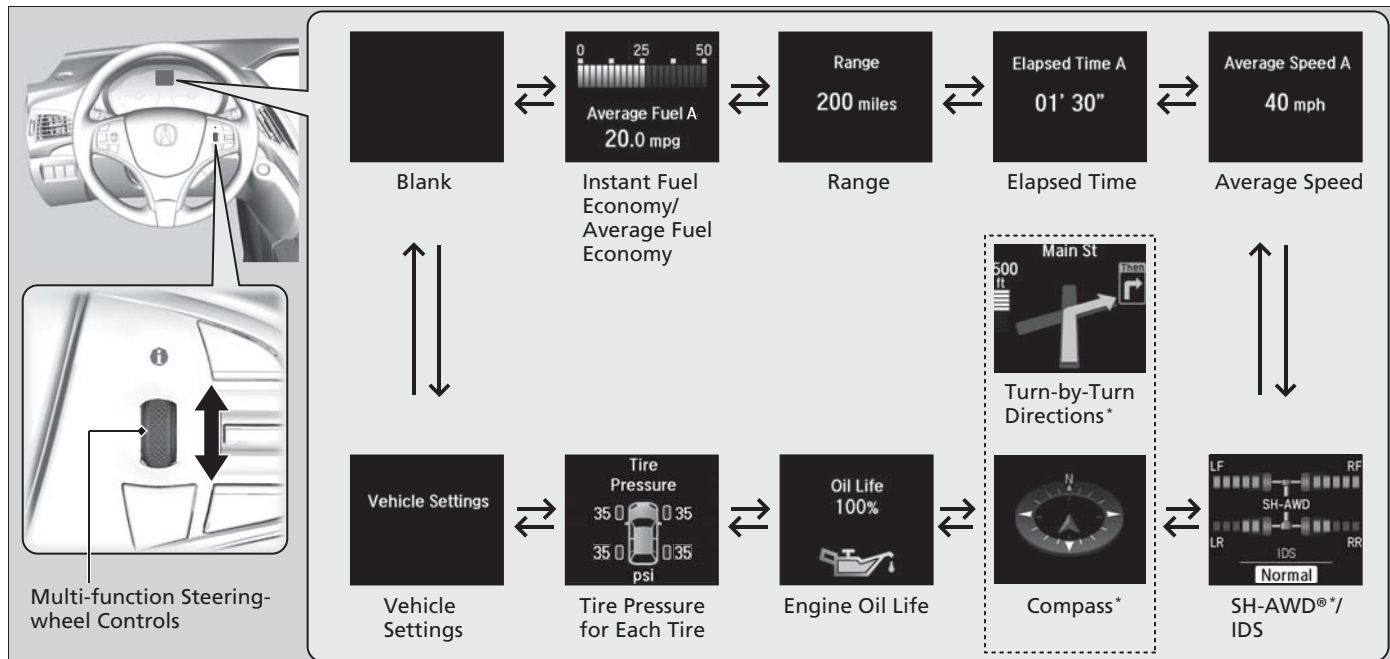 0 25 50
Average Fuel A
20.0 mpg
Range
200 miles
Elapsed Time A
01' 30"
Average Speed A
40 mph
Blank
Instant Fuel
Economy/
Average Fuel
Economy
Range
Elapsed Time
Average Speed
Main St
500
ft
Then
Turn-by-Turn
Directions*
Vehicle Settings
Tire
Pressure
35 35
35 35
psi
Oil Life
100%
N
LF RF
SH-AWD
LR RR
IDS
Normal
Multi-function Steering-
wheel Controls
Vehicle
Settings
Tire Pressure
for Each Tire
Engine Oil Life
Compass*
SH-AWD®*/
IDS